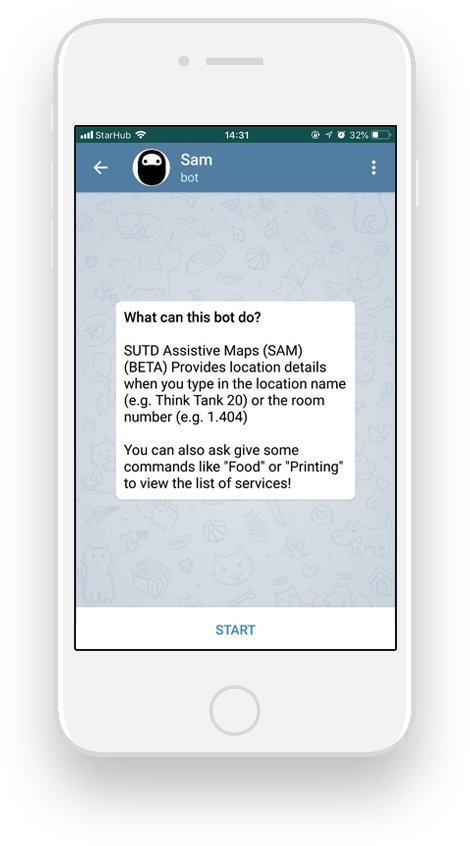 StarHub 14:31 32%
Sam
bot
What can this bot do?
SUTD Assistive Maps (SAM)
(BETA) Provides location details
when you type in the location name
(e.g. Think Tank 20) or the room
number (e.g. 1.404)
You can also ask give some
commands like "Food" or "Printing"
to view the list of services!
START